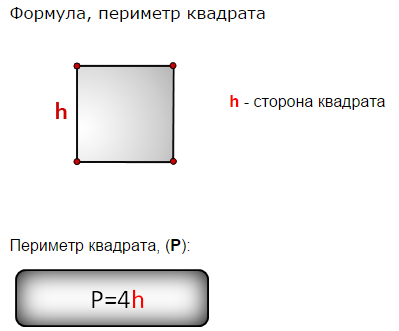 Формула, периметр квадрата
h
h - сторона квадрата
Периметр квадрата, (P):
P=4h